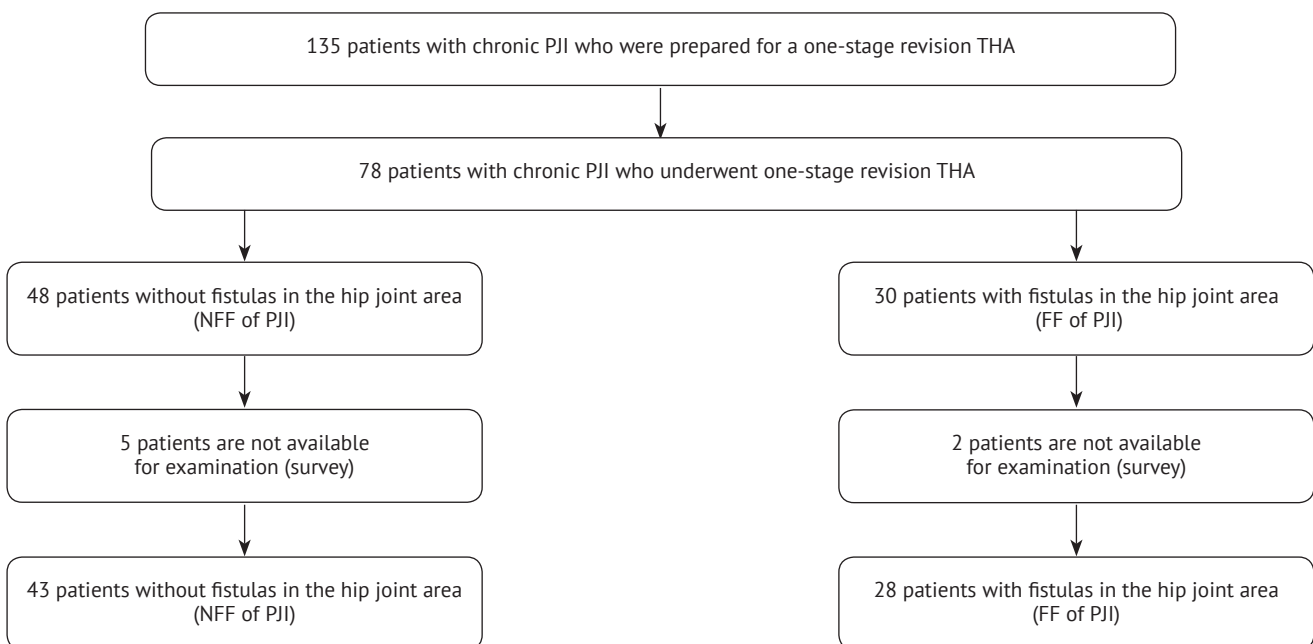 135 patients with chronic PJI who were prepared for a one-stage revision THA
78 patients with chronic PJI who underwent one-stage revision THA
48 patients without fistulas in the hip joint area
(NFF of PJI)
30 patients with fistulas in the hip joint area
(FF of PJI)
5 patients are not available
for examination (survey)
2 patients are not available
for examination (survey)
43 patients without fistulas in the hip joint area
(NFF of PJI)
28 patients with fistulas in the hip joint area
(FF of PJI)